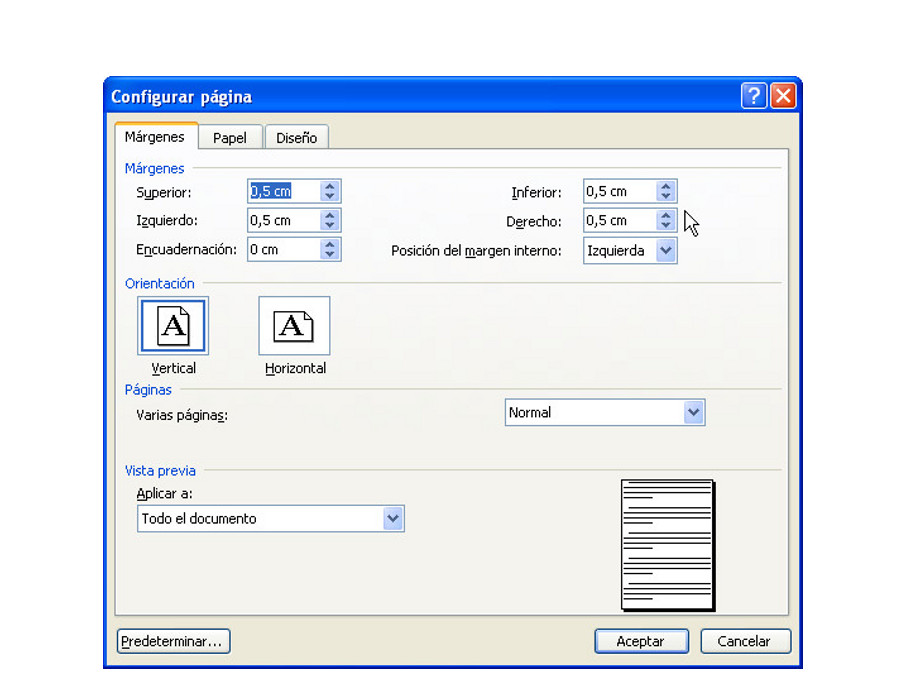 Configurar página
Márgenes Papel Diseño
Márgenes
Superior: 0,5 cm Inferior: 0,5 cm
Izquierdo: 0,5 cm Derecho: 0,5 cm
Encuadernación: 0 cm Posición del margen interno: Izquierda
Orientación
A A
Vertical Horizontal
Páginas
Varias páginas: Normal
Vista previa
Aplicar a:
Todo el documento
Predeterminar... Aceptar Cancelar